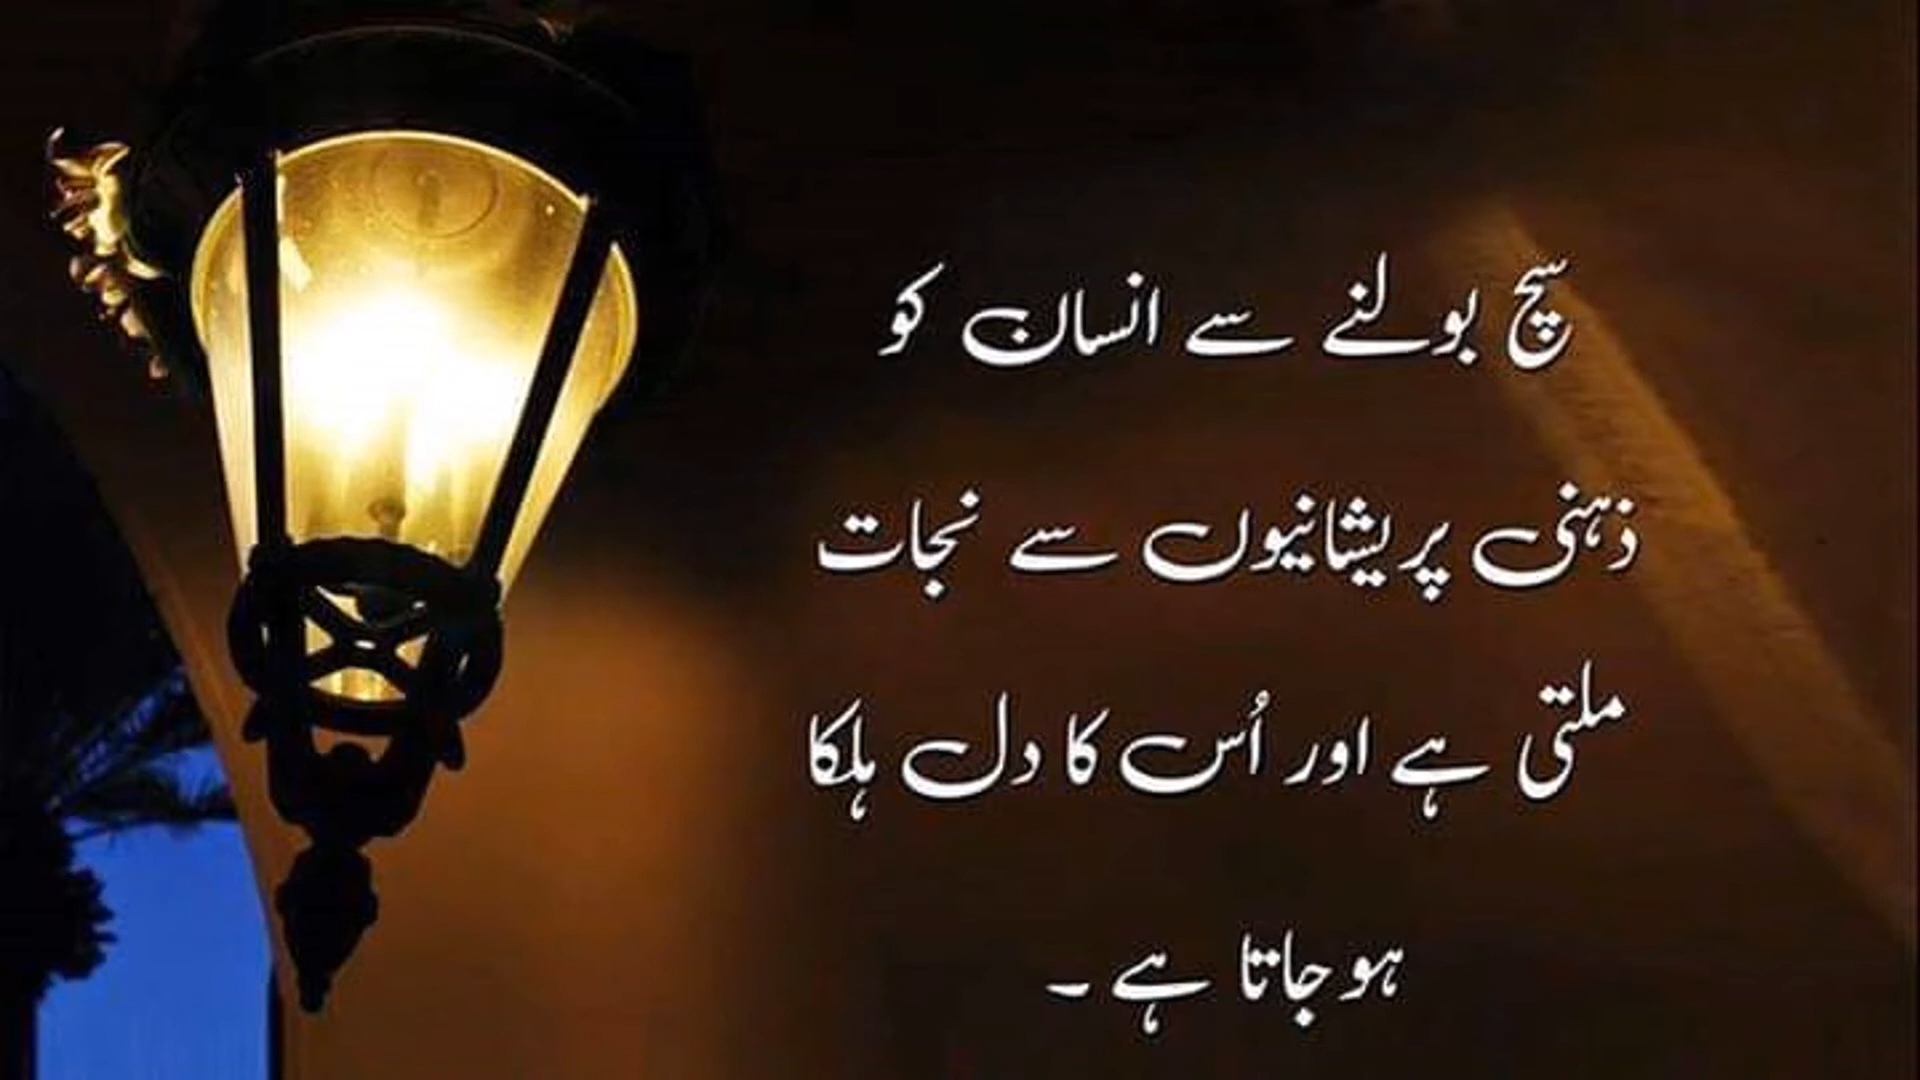 سچ بولنے سے انسان کو
ذہنی پریشانیوں سے نجات
ملتی ہے اور اُس کا دل ہلکا
ہو جاتا ہے ۔